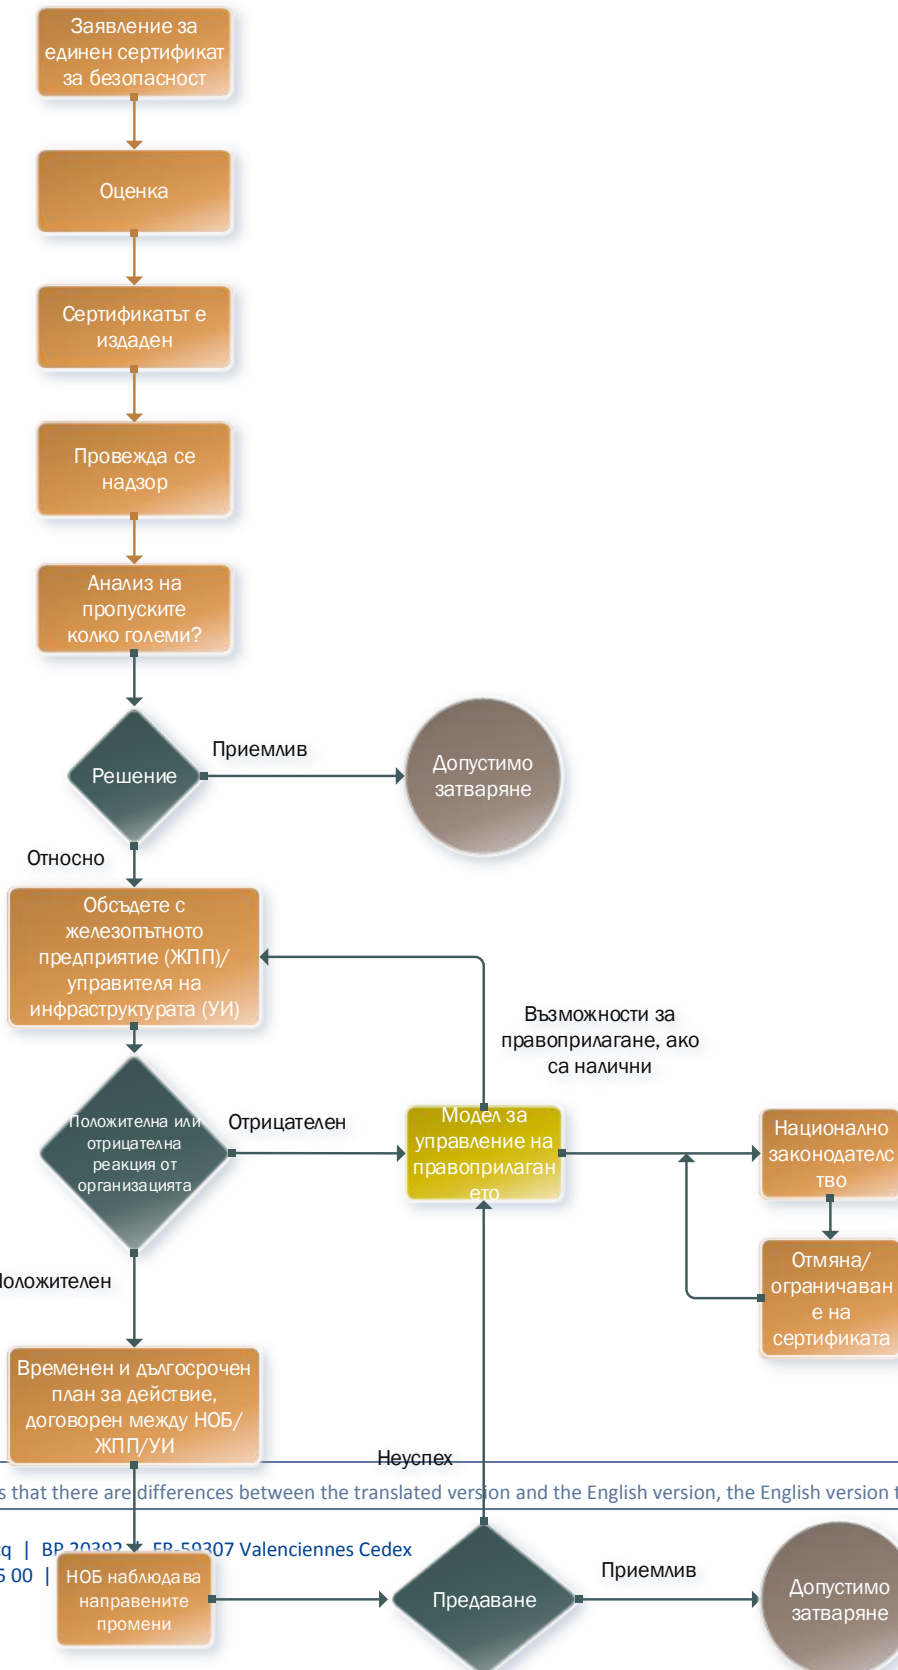 Заявление за
единен сертификат
за безопасност
Оценка
Сертификатът е
издаден
Провежда се
надзор
Анализ на
пропуските
колко големи?
Решение
Приемлив
Допустимо
затваряне
Относно
Обсъдете с
железопътното
предприятие (ЖПП)/
управителя на
инфраструктурата (УИ)
Възможности за
правоприлагане, ако
са налични
Положителна или
отрицателна
реакция от
организацията
Отрицателен
Модел за
управление на
правоприлаган
ето
Национално
законодателс
тво
Отмяна/
ограничаван
е на
сертификата
Положителен
Временен и дългосрочен
план за действие,
договорен между НОБ/
ЖПП/УИ
Неуспех
s that there are differences between the translated version and the English version, the English version t
cq | BP 20392 | FR-59307 Valenciennes Cedex
5 00 |
НОБ наблюдава
направените
промени
Предаване
Приемлив
Допустимо
затваряне